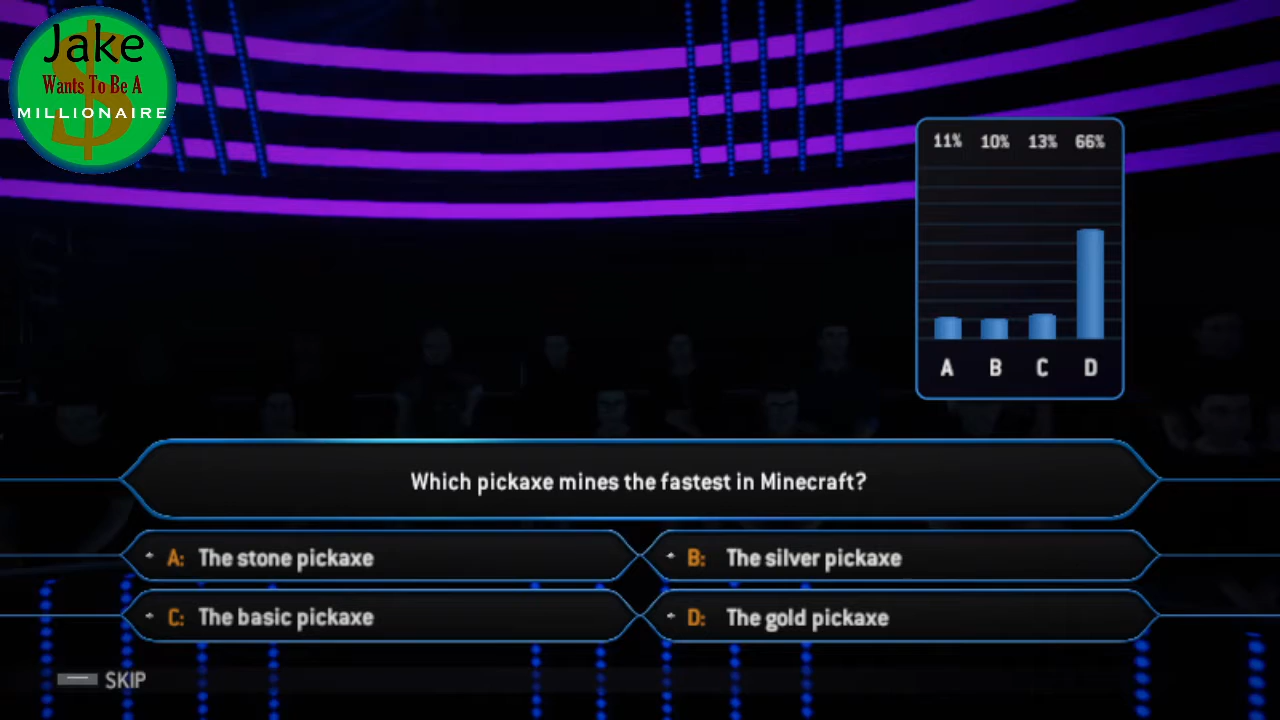 Jake
Wants To Be A
MILLIONAIRE
11% 10% 13% 66%
A B C D
Which pickaxe mines the fastest in Minecraft?
A: The stone pickaxe
B: The silver pickaxe
C: The basic pickaxe
D: The gold pickaxe
SKIP